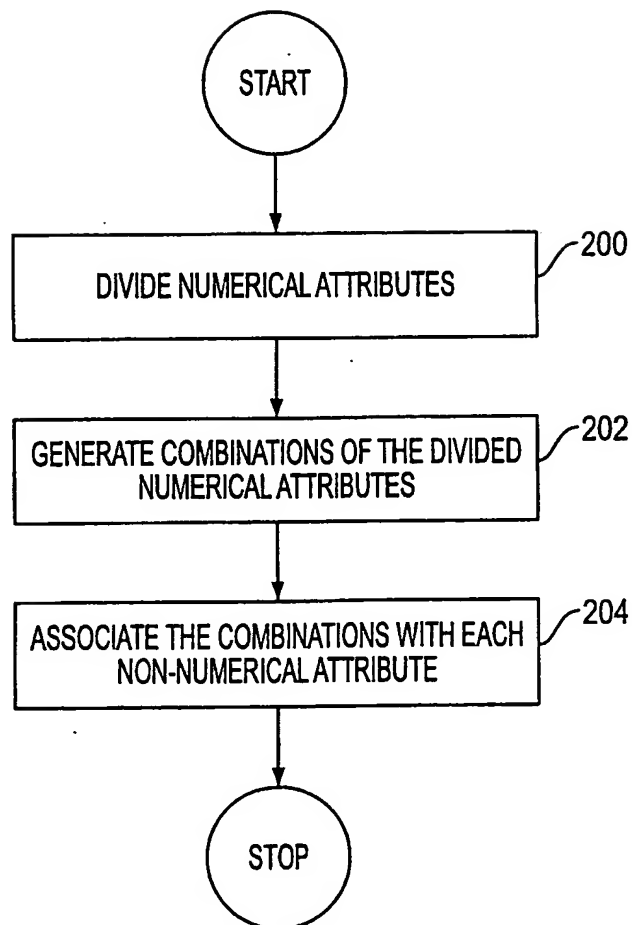 START
DIVIDE NUMERICAL ATTRIBUTES
200
GENERATE COMBINATIONS OF THE DIVIDED
NUMERICAL ATTRIBUTES
202
ASSOCIATE THE COMBINATIONS WITH EACH
NON-NUMERICAL ATTRIBUTE
204
STOP